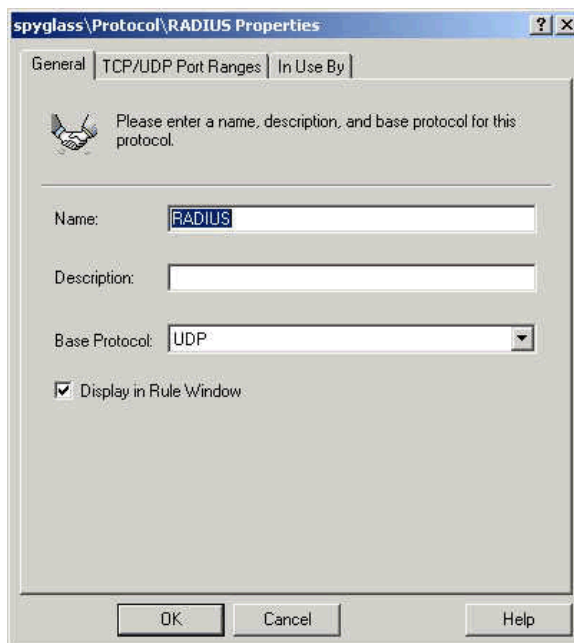 spyglass\Protocol\RADIUS Properties
General
TCP/UDP Port Ranges
In Use By
Please enter a name, description, and base protocol for this
protocol.
Name:
RADIUS
Description:
Base Protocol:
UDP
Display in Rule Window
OK
Cancel
Help